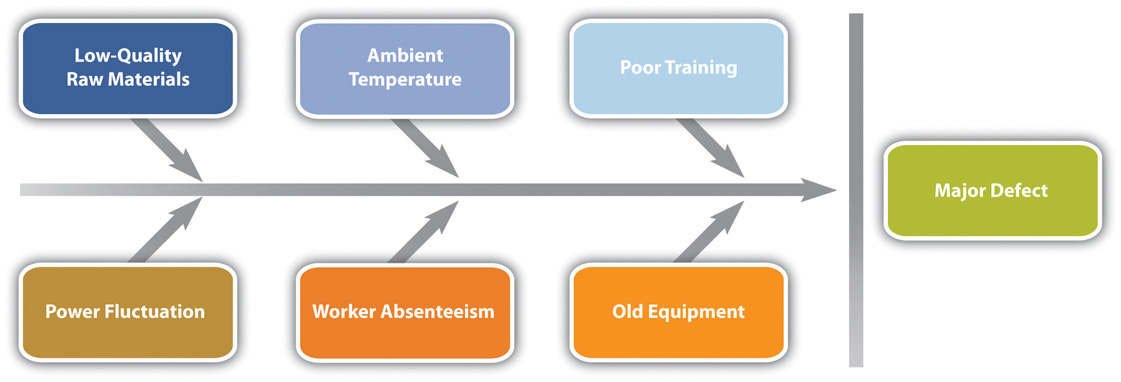 Low-Quality
Raw Materials
Ambient
Temperature
Poor Training
Major Defect
Power Fluctuation
Worker Absenteeism
Old Equipment